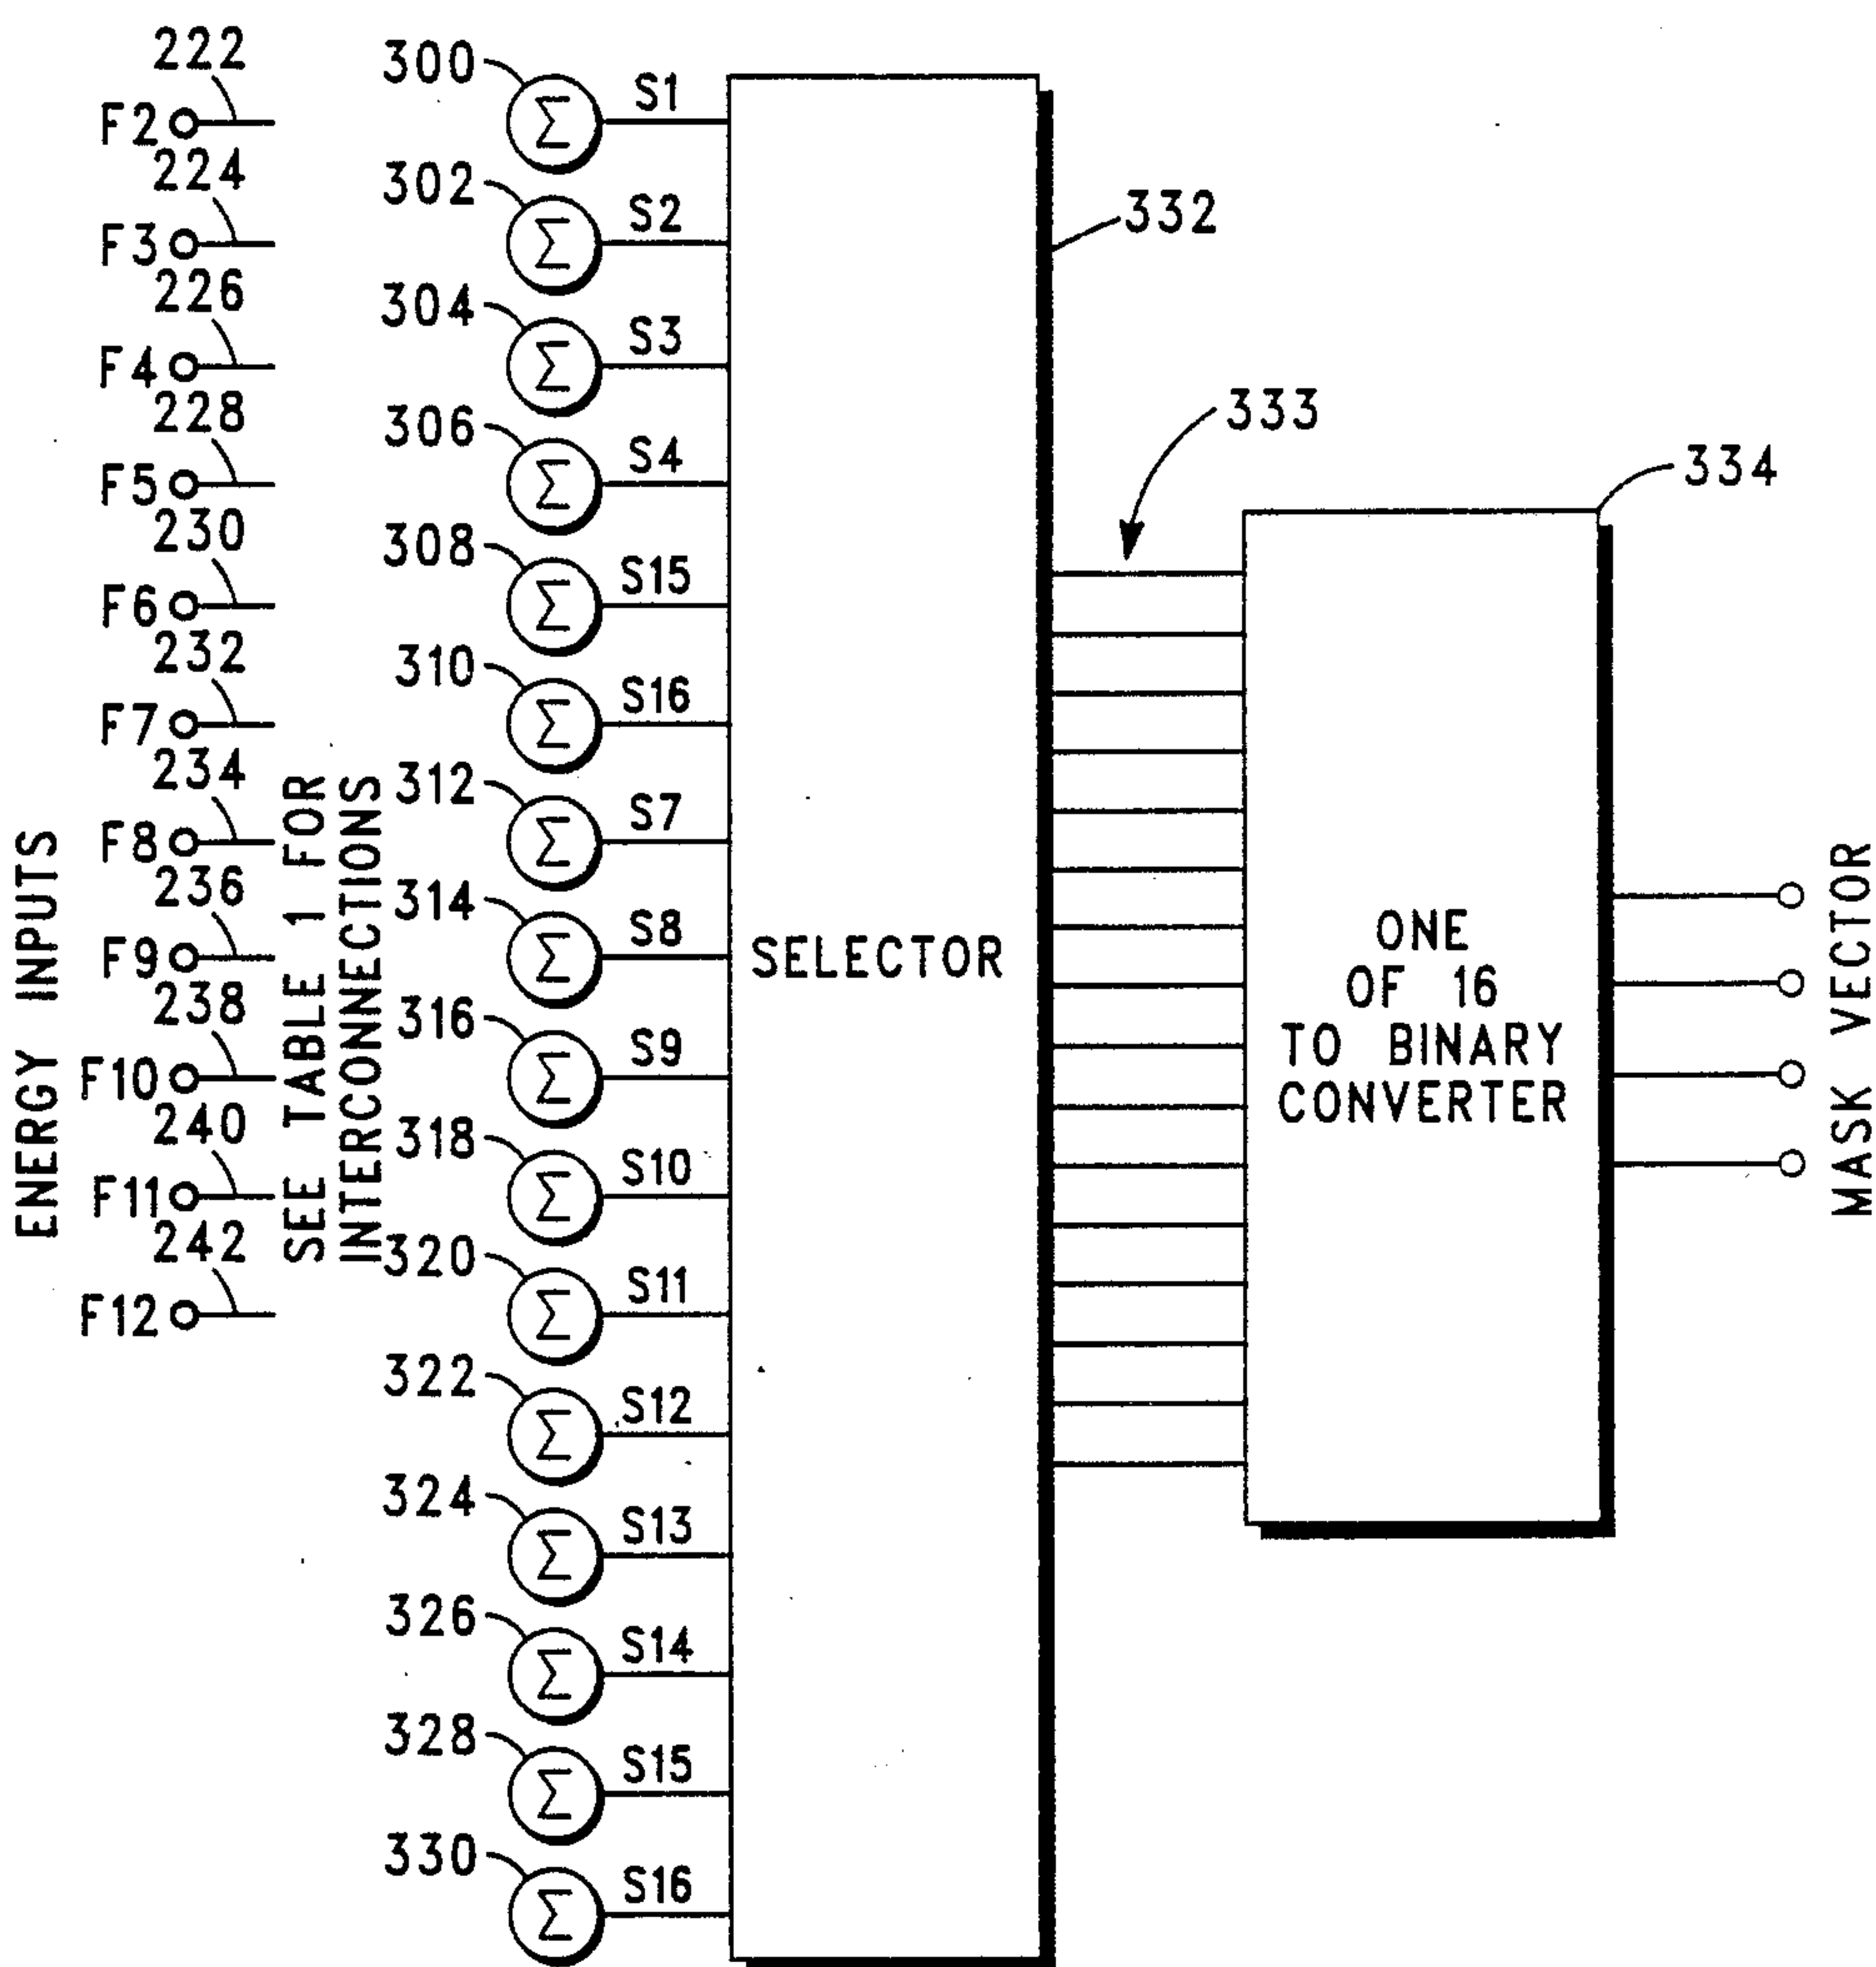 222
F2
224
F3
226
F4
228
F5
230
F6
232
F7
234
F8
236
F9
238
F10
240
F11
242
F12
ENERGY INPUTS
SEE TABLE 1 FOR
INTERCONNECTIONS
300
Σ
S1
302
Σ
S2
304
Σ
S3
306
Σ
S4
308
Σ
S15
310
Σ
S16
312
Σ
S7
314
Σ
S8
316
Σ
S9
318
Σ
S10
320
Σ
S11
322
Σ
S12
324
Σ
S13
326
Σ
S14
328
Σ
S15
330
Σ
S16
SELECTOR
332
333
334
ONE
OF 16
TO BINARY
CONVERTER
MASK VECTOR